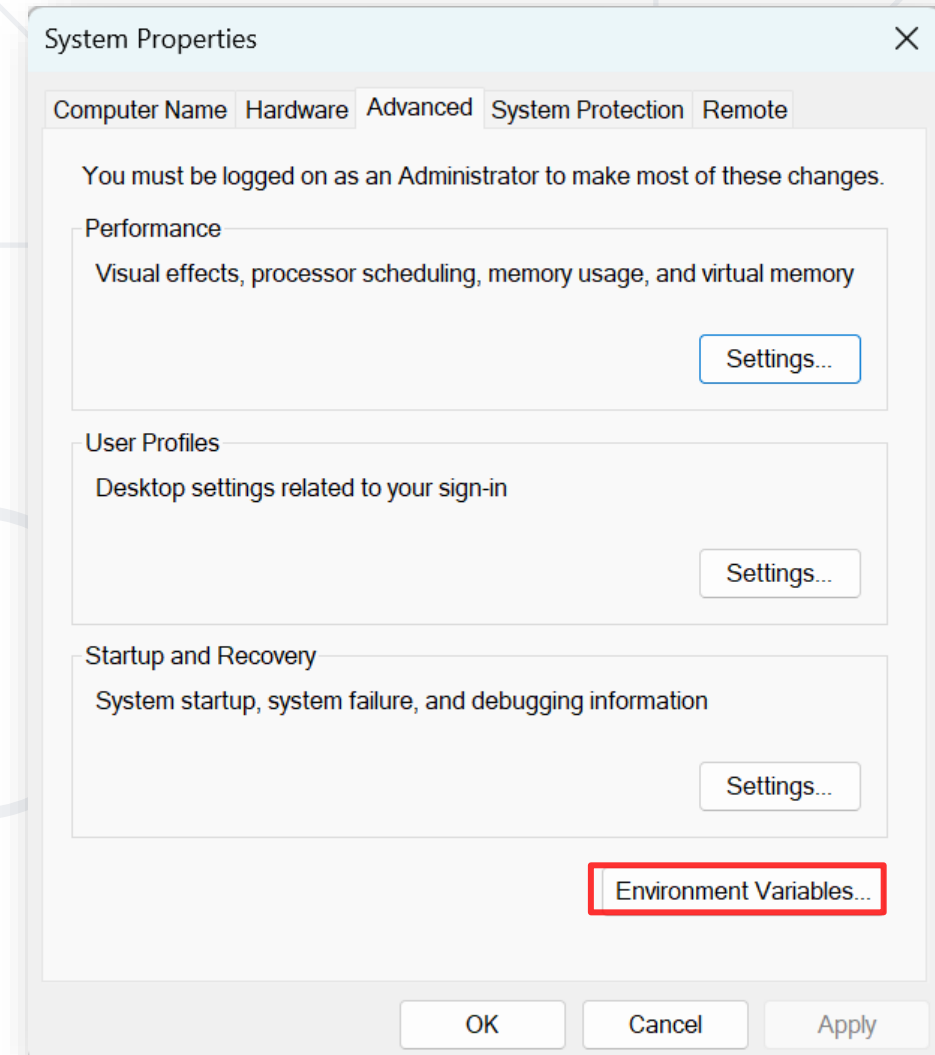 System Properties
Computer Name Hardware Advanced System Protection Remote
You must be logged on as an Administrator to make most of these changes.
Performance
Visual effects, processor scheduling, memory usage, and virtual memory
Settings...
User Profiles
Desktop settings related to your sign-in
Settings...
Startup and Recovery
System startup, system failure, and debugging information
Settings...
Environment Variables...
OK Cancel Apply